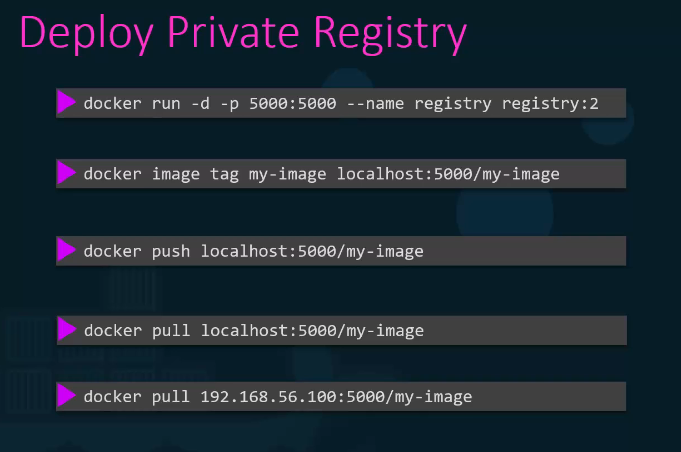 Deploy Private Registry
docker run -d -p 5000:5000 --name registry registry:2
docker image tag my-image localhost:5000/my-image
docker push localhost:5000/my-image
docker pull localhost:5000/my-image
docker pull 192.168.56.100:5000/my-image